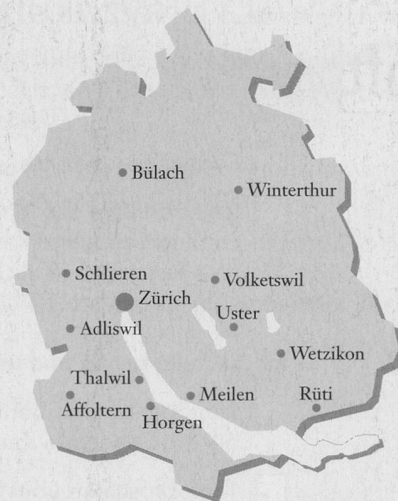 Bülach
Winterthur
Schlieren
Volketswil
Zürich
Uster
Adliswil
Wetzikon
Thalwil
Meilen
Rüti
Affoltern
Horgen